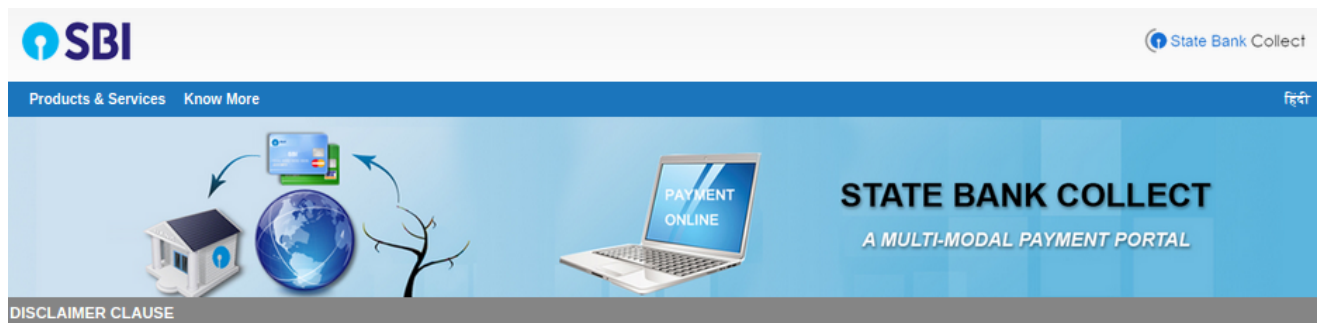 SBI
State Bank Collect
Products & Services Know More
हिंदी
PAYMENT
ONLINE
STATE BANK COLLECT
A MULTI-MODAL PAYMENT PORTAL
DISCLAIMER CLAUSE